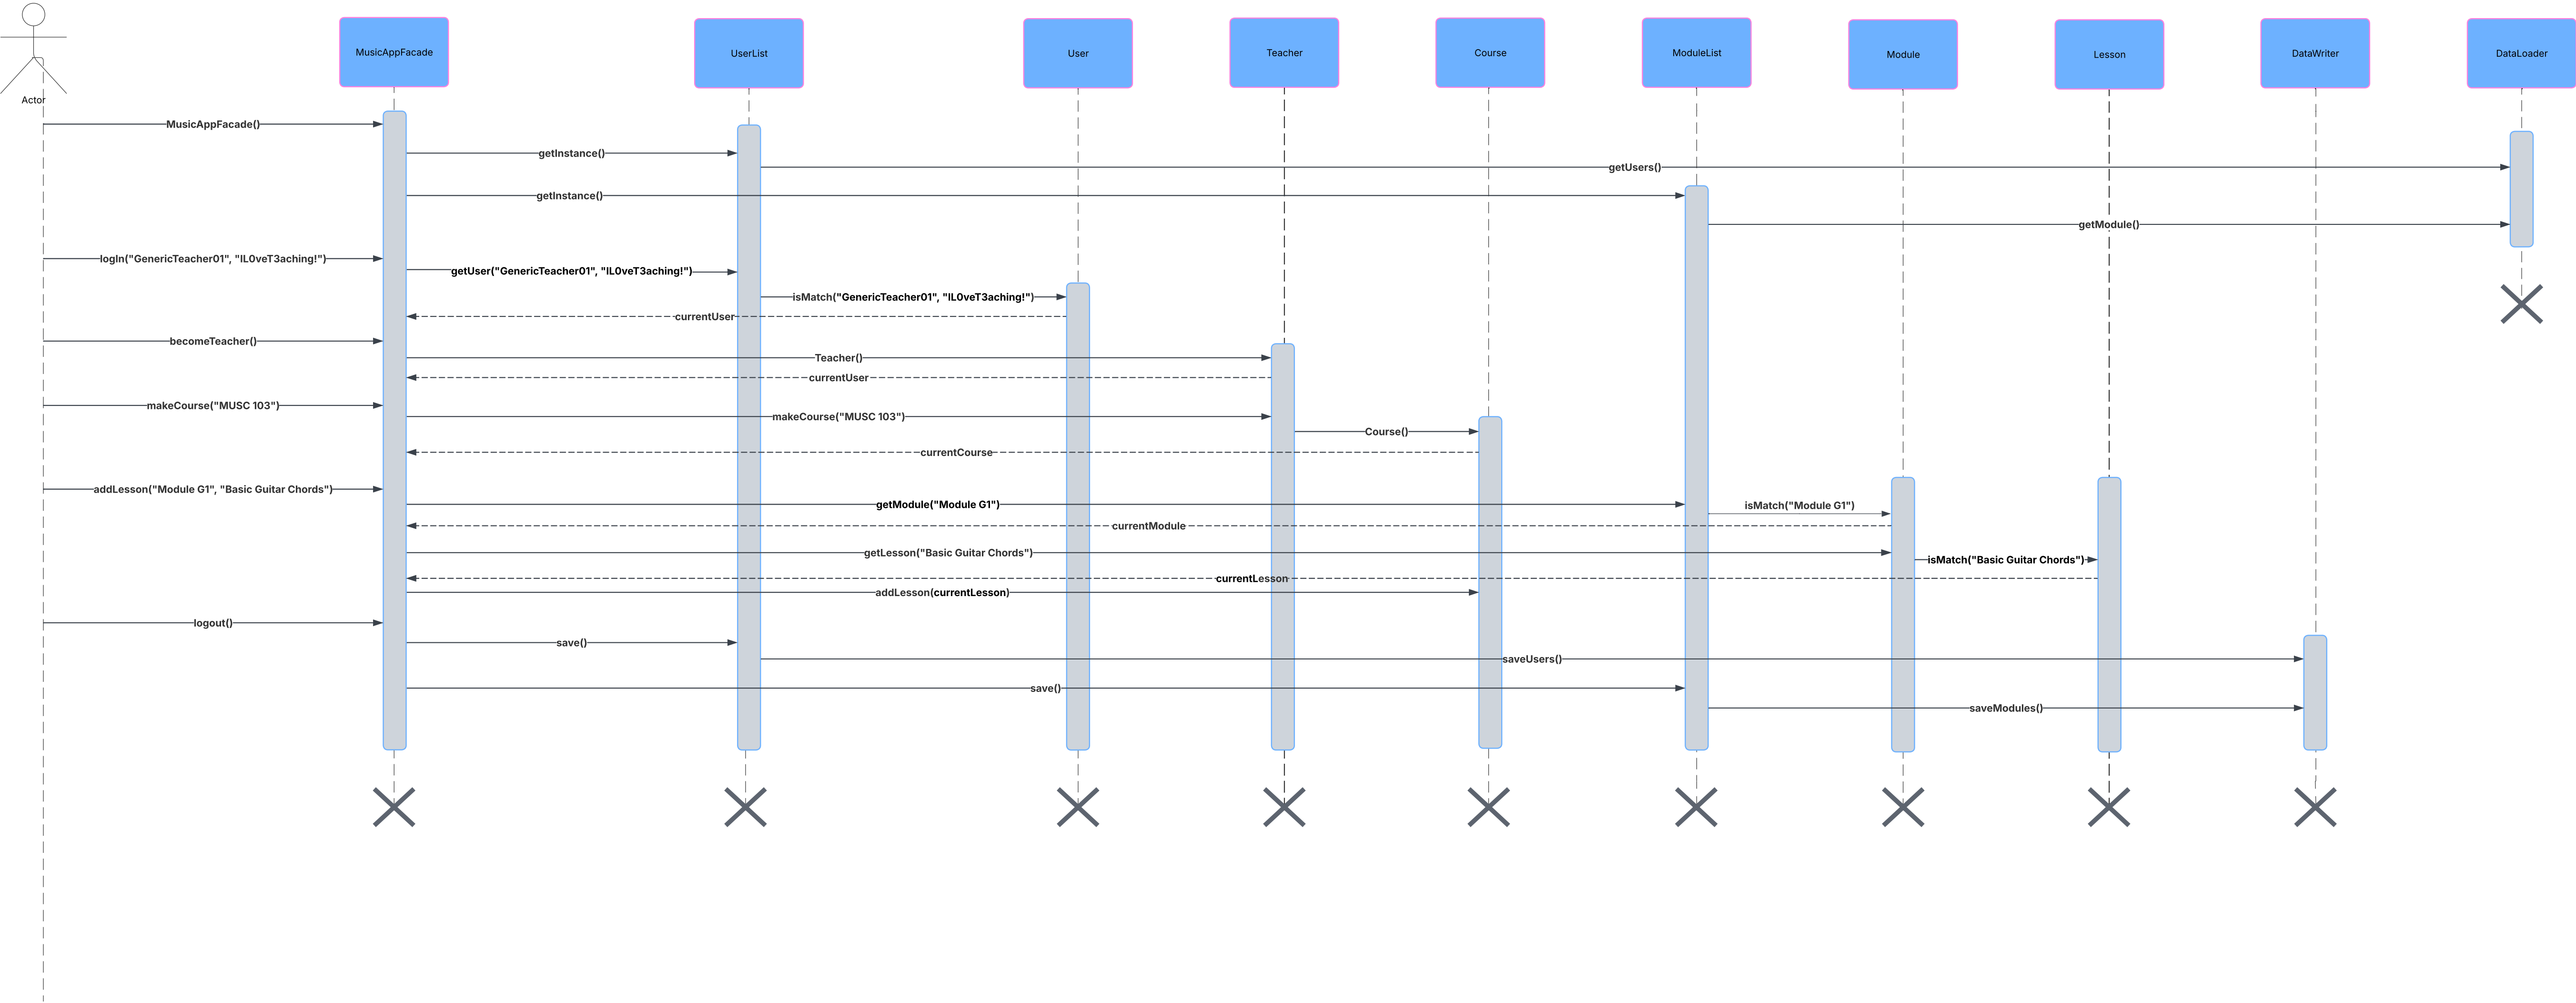 MusicAppFacade
UserList
User
Teacher
Course
ModuleList
Module
Lesson
DataWriter
DataLoader
Actor
MusicAppFacade()
getInstance()
getUsers()
getInstance()
getModule()
logIn("GenericTeacher01", "IL0veT3aching!")
getUser("GenericTeacher01", "IL0veT3aching!")
isMatch("GenericTeacher01", "IL0veT3aching!")
currentUser
becomeTeacher()
Teacher()
currentUser
makeCourse("MUSC 103")
makeCourse("MUSC 103")
Course()
currentCourse
addLesson("Module G1", "Basic Guitar Chords")
getModule("Module G1")
isMatch("Module G1")
currentModule
getLesson("Basic Guitar Chords")
isMatch("Basic Guitar Chords")
currentLesson
addLesson(currentLesson)
logout()
save()
saveUsers()
save()
saveModules()